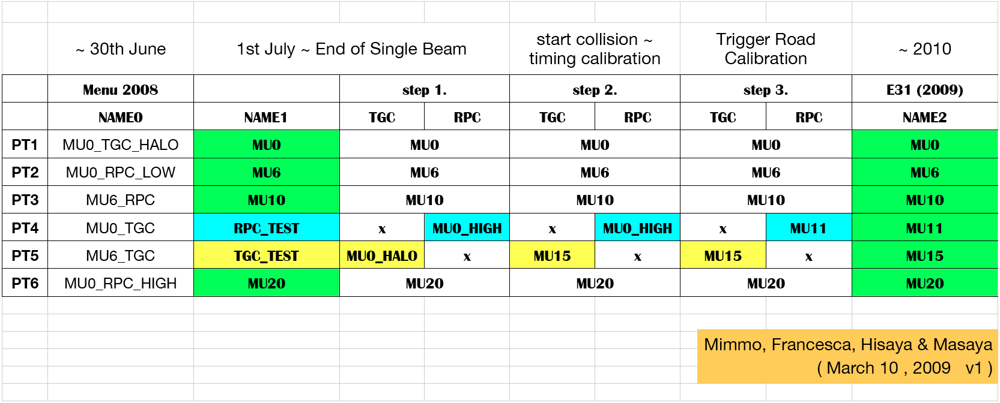 ~ 30th June 1st July ~ End of Single Beam start collision ~ timing calibration Trigger Road Calibration ~ 2010
Menu 2008 step 1. step 2. step 3. E31 (2009)
NAME0 NAME1 TGC RPC TGC RPC TGC RPC NAME2
PT1 MU0_TGC_HALO MU0 MU0 MU0 MU0 MU0
PT2 MU0_RPC_LOW MU6 MU6 MU6 MU6 MU6
PT3 MU6_RPC MU10 MU10 MU10 MU10 MU10
PT4 MU0_TGC RPC_TEST x MU0_HIGH x MU0_HIGH x MU11 MU11
PT5 MU6_TGC TGC_TEST MU0_HALO x MU15 x MU15 x MU15
PT6 MU0_RPC_HIGH MU20 MU20 MU20 MU20 MU20
Mimmo, Francesca, Hisaya & Masaya
( March 10 , 2009 v1 )